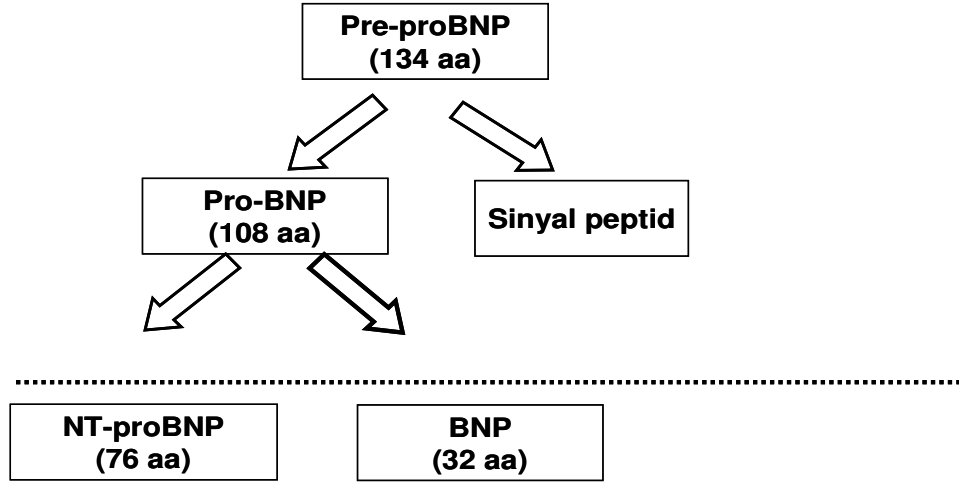 Pre-proBNP
(134 aa)
Pro-BNP
(108 aa)
Sinyal peptid
NT-proBNP
(76 aa)
BNP
(32 aa)